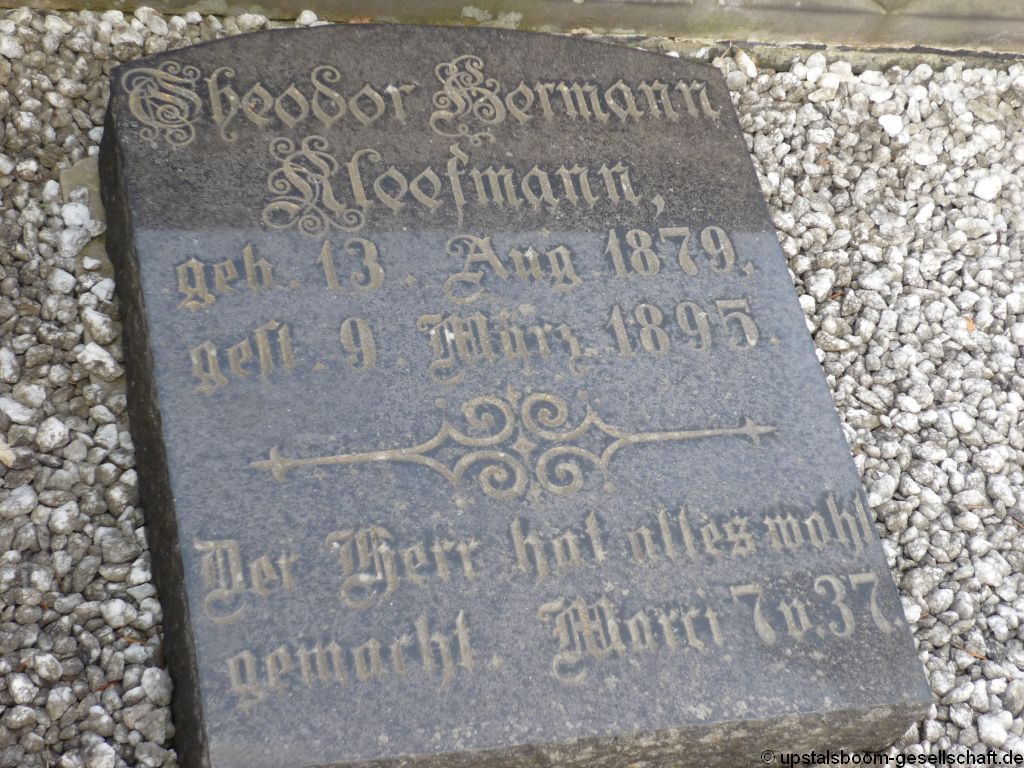 Theodor Hermann
Kleefmann,
geb. 13. Aug. 1879,
gest. 9. März. 1895.
Der Herr hat alles wohl
gemacht. Marci 7 v. 37.
© upstalsboom-gesellschaft.de